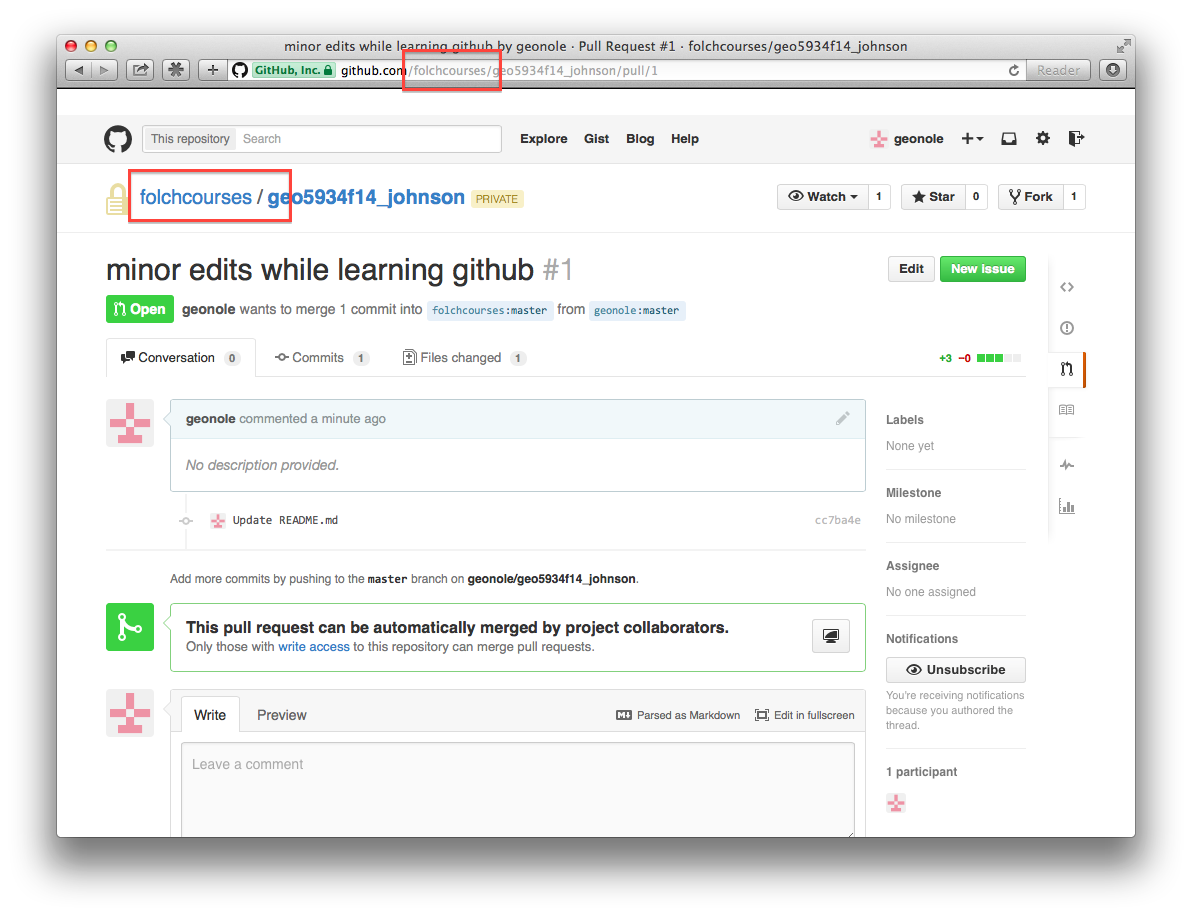 minor edits while learning github by geonole · Pull Request #1 · folchcourses/geo5934f14_johnson
GitHub, Inc. github.com/folchcourses/geo5934f14_johnson/pull/1 Reader
This repository Search Explore Gist Blog Help geonole
folchcourses / geo5934f14_johnson PRIVATE Watch 1 Star 0 Fork 1
minor edits while learning github #1 Edit New issue
Open geonole wants to merge 1 commit into folchcourses:master from geonole:master
Conversation 0 Commits 1 Files changed 1 +3 −0
geonole commented a minute ago
No description provided.
Update README.md cc7ba4e
Add more commits by pushing to the master branch on geonole/geo5934f14_johnson.
This pull request can be automatically merged by project collaborators.
Only those with write access to this repository can merge pull requests.
Write Preview Parsed as Markdown Edit in fullscreen
Leave a comment
Labels
None yet
Milestone
No milestone
Assignee
No one assigned
Notifications
Unsubscribe
You're receiving notifications
because you authored the
thread.
1 participant